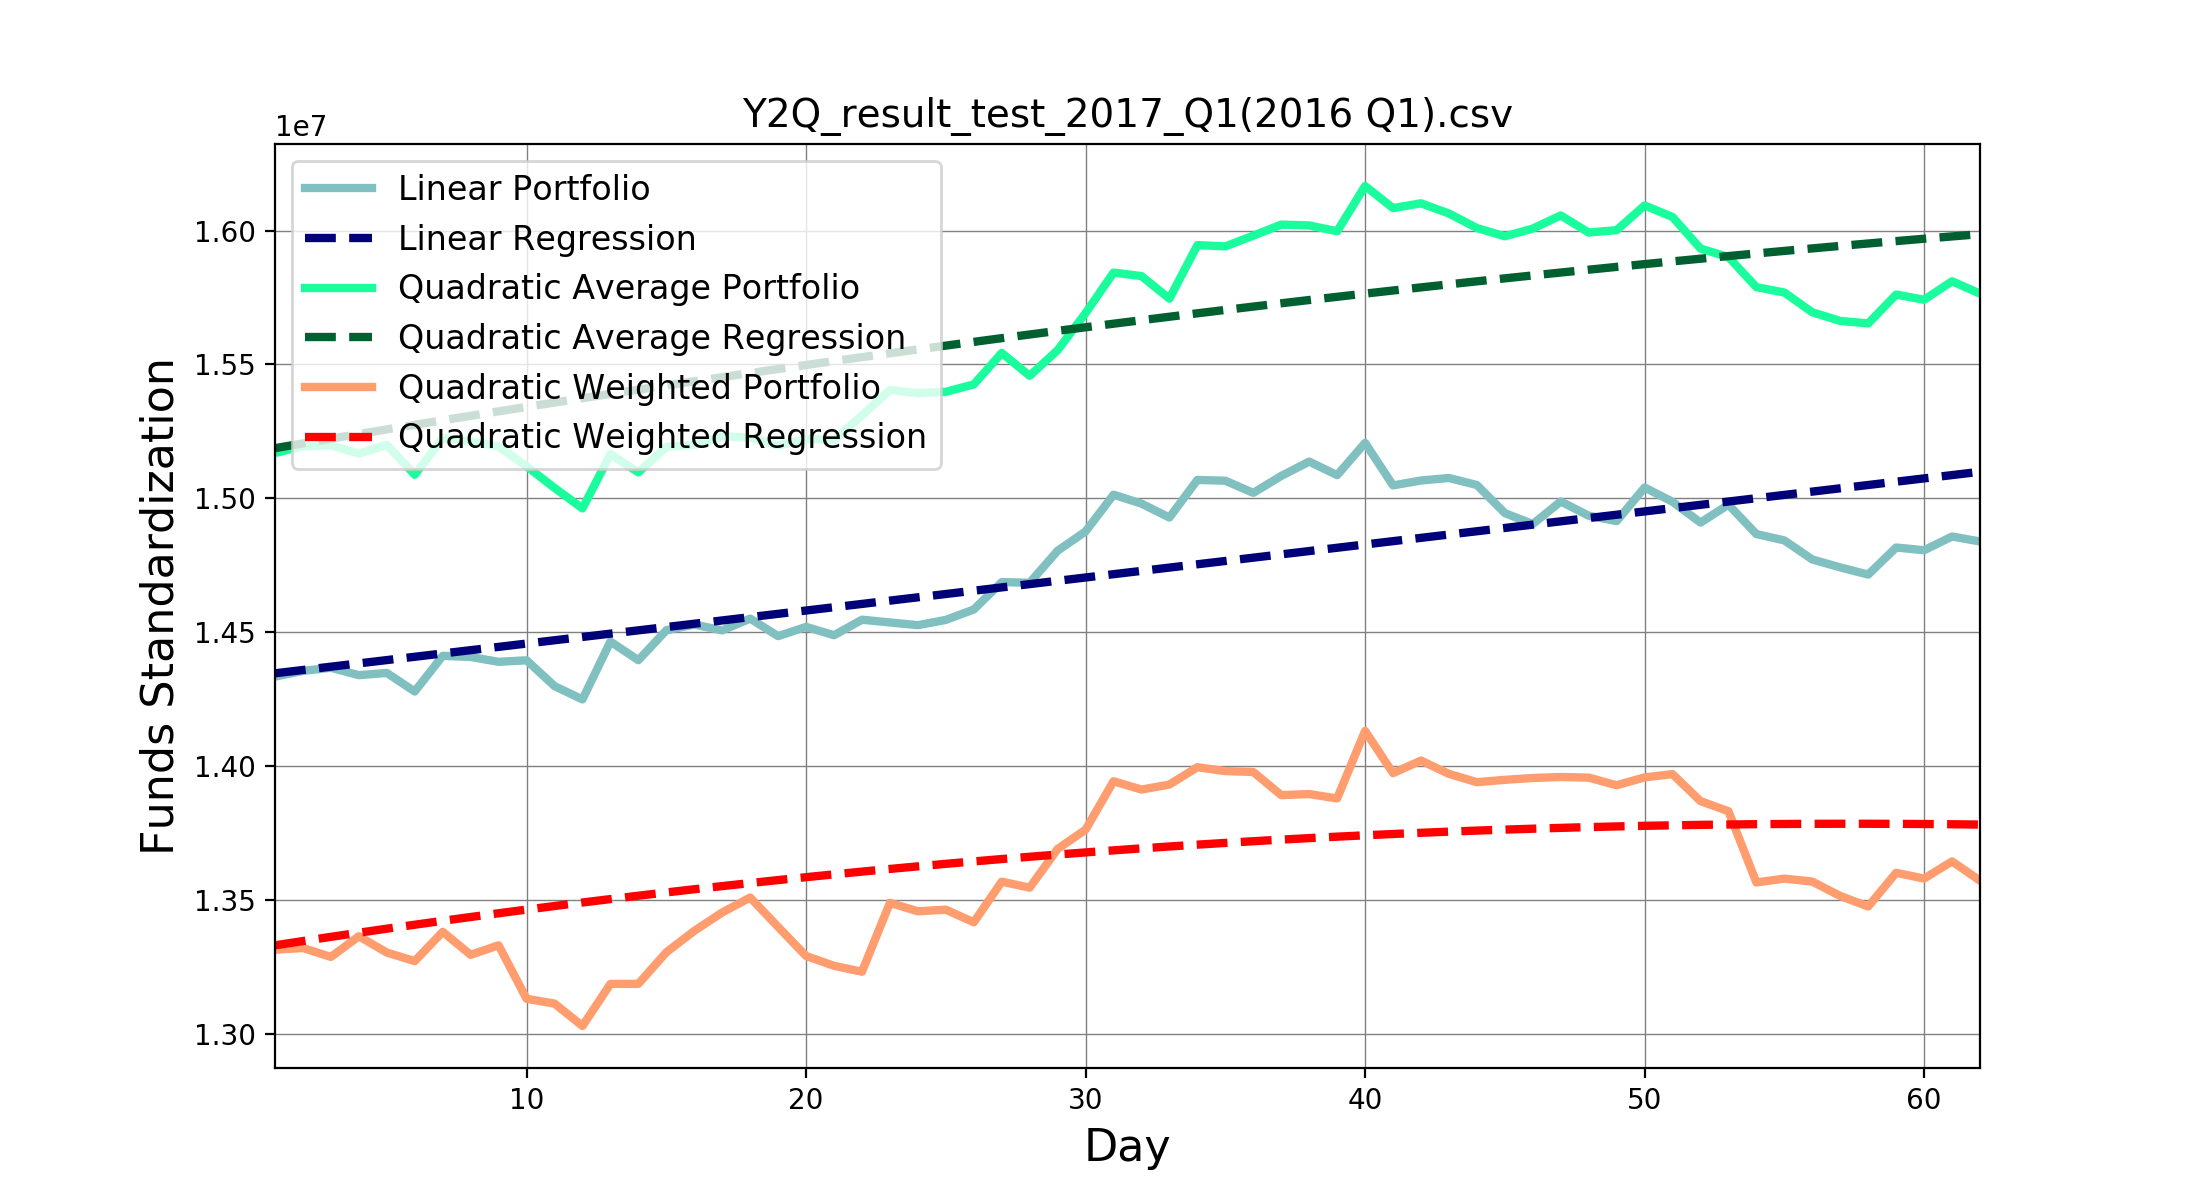 Y2Q_result_test_2017_Q1(2016 Q1).csv
1e7
Linear Portfolio
Linear Regression
Quadratic Average Portfolio
Quadratic Average Regression
Quadratic Weighted Portfolio
Quadratic Weighted Regression
Funds Standardization
1.60
1.55
1.50
1.45
1.40
1.35
1.30
10 20 30 40 50 60
Day